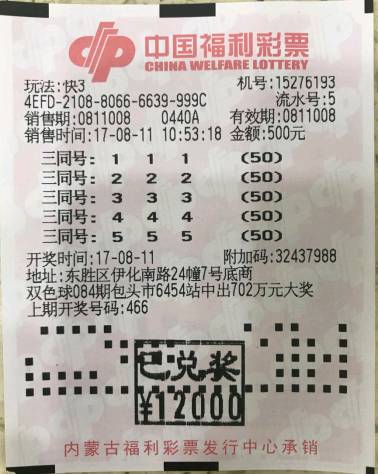 中国福利彩票
CHINA WELFARE LOTTERY
玩法:快3 机号:15276193
4EFD-2108-8066-6639-999C 流水号:5
销售期:0811008 0440A 有效期:0811008
销售时间:17-08-11 10:53:18 金额:500元
三同号: 1 1 1 (50)
三同号: 2 2 2 (50)
三同号: 3 3 3 (50)
三同号: 4 4 4 (50)
三同号: 5 5 5 (50)
开奖时间:17-08-11 附加码:32437988
地址:东胜区伊化南路24幢7号底商
双色球084期包头市6454站中出702万元大奖
上期开奖号码:466
已兑奖
¥12000
内蒙古福利彩票发行中心承销